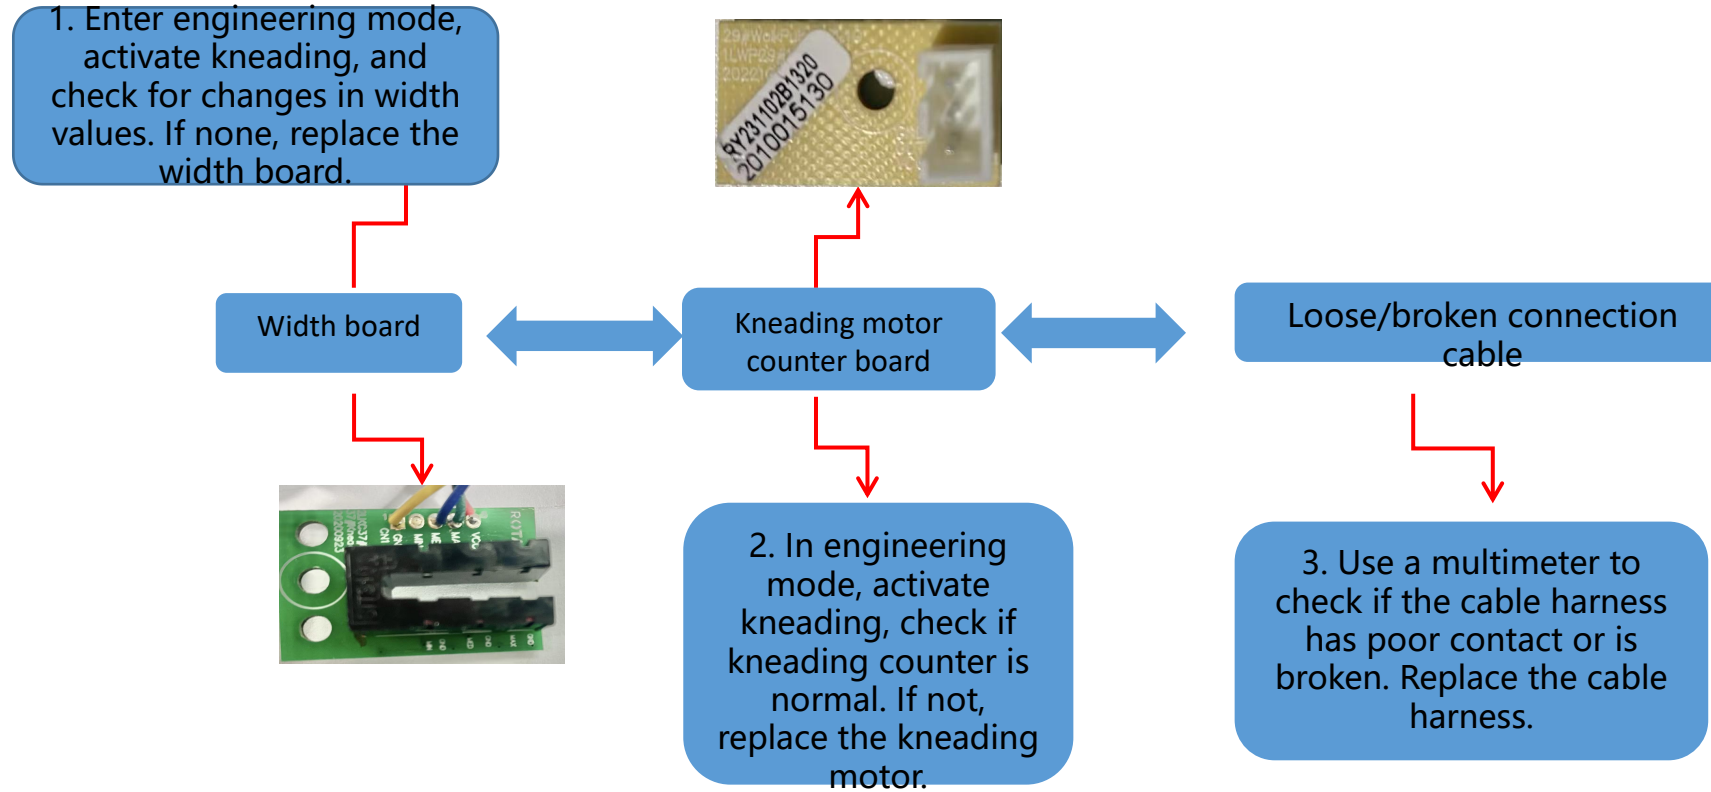 1. Enter engineering mode,
activate kneading, and
check for changes in width
values. If none, replace the
width board.
RY231102B1320
2010015130
Width board
Kneading motor
counter board
Loose/broken connection
cable
20200923
2. In engineering
mode, activate
kneading, check if
kneading counter is
normal. If not,
replace the kneading
motor.
3. Use a multimeter to
check if the cable harness
has poor contact or is
broken. Replace the cable
harness.